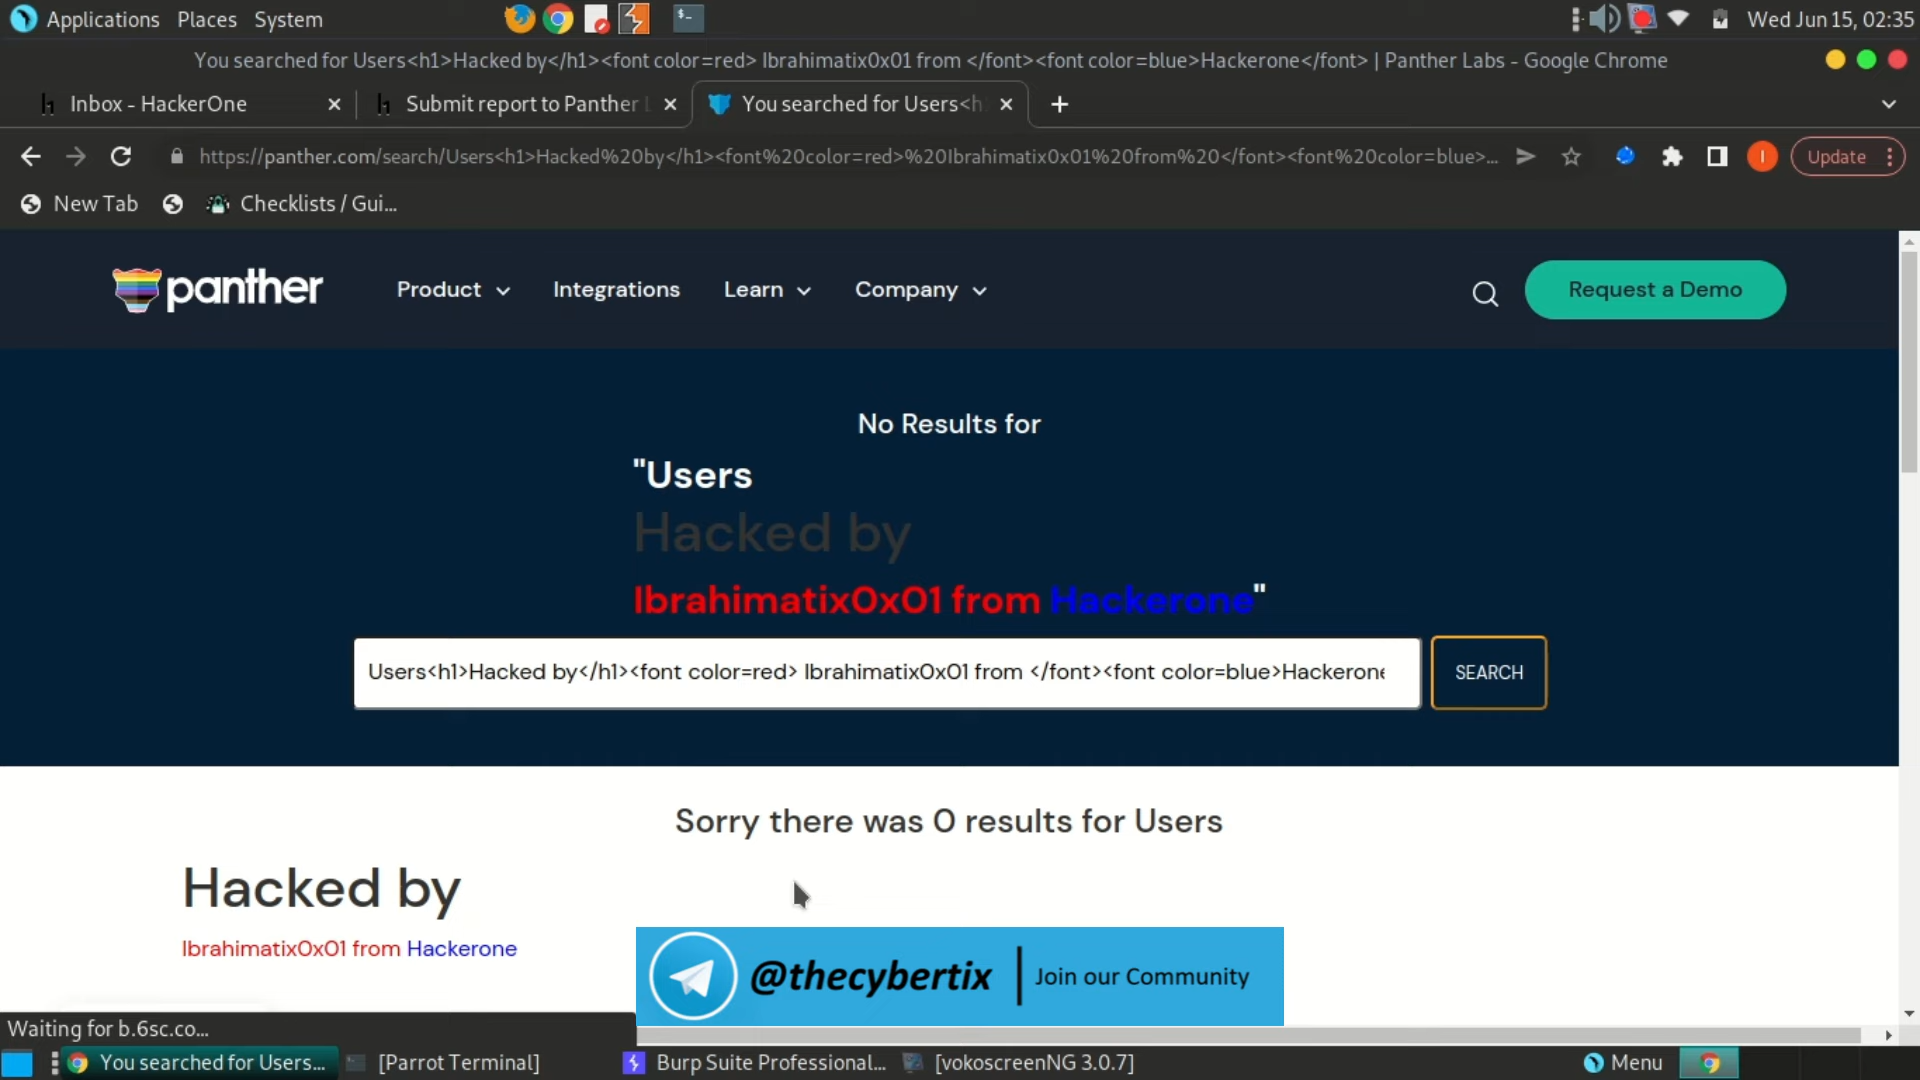 Applications Places System
Wed Jun 15, 02:35
You searched for Users<h1>Hacked by</h1><font color=red> Ibrahimatix0x01 from </font><font color=blue>Hackerone</font> | Panther Labs - Google Chrome
Inbox - HackerOne
Submit report to Panther L
You searched for Users<h
https://panther.com/search/Users<h1>Hacked%20by</h1><font%20color=red>%20Ibrahimatix0x01%20from%20</font><font%20color=blue>...
Update
New Tab
Checklists / Gui...
panther
Product
Integrations
Learn
Company
Request a Demo
No Results for
"Users
Hacked by
Ibrahimatix0x01 from Hackerone"
Users<h1>Hacked by</h1><font color=red> Ibrahimatix0x01 from </font><font color=blue>Hackerone
SEARCH
Sorry there was 0 results for Users
Hacked by
Ibrahimatix0x01 from Hackerone
@thecybertix | Join our Community
Waiting for b.6sc.co...
You searched for Users...
[Parrot Terminal]
Burp Suite Professional...
[vokoscreenNG 3.0.7]
Menu